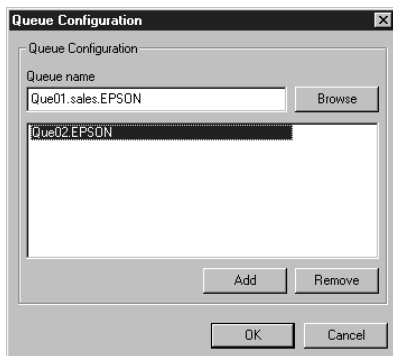 Queue Configuration
Queue Configuration
Queue name
Que01.sales.EPSON
Browse
Que02.EPSON
Add Remove
OK Cancel